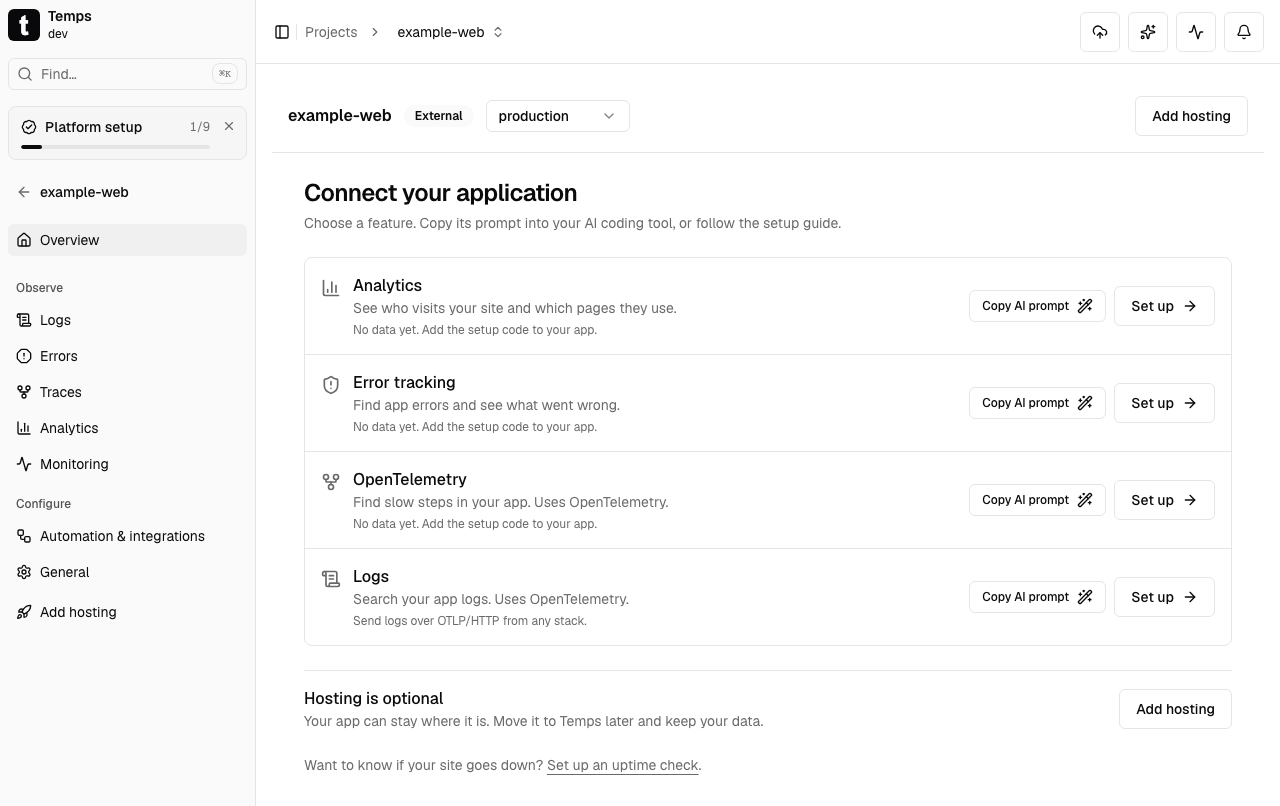 Temps
dev
Find...
⌘K
Platform setup
1/9
example-web
Overview
Observe
Logs
Errors
Traces
Analytics
Monitoring
Configure
Automation & integrations
General
Add hosting
Projects
example-web
example-web
External
production
Add hosting
Connect your application
Choose a feature. Copy its prompt into your AI coding tool, or follow the setup guide.
Analytics
See who visits your site and which pages they use.
No data yet. Add the setup code to your app.
Copy AI prompt
Set up
Error tracking
Find app errors and see what went wrong.
No data yet. Add the setup code to your app.
Copy AI prompt
Set up
OpenTelemetry
Find slow steps in your app. Uses OpenTelemetry.
No data yet. Add the setup code to your app.
Copy AI prompt
Set up
Logs
Search your app logs. Uses OpenTelemetry.
Send logs over OTLP/HTTP from any stack.
Copy AI prompt
Set up
Hosting is optional
Your app can stay where it is. Move it to Temps later and keep your data.
Add hosting
Want to know if your site goes down? Set up an uptime check.